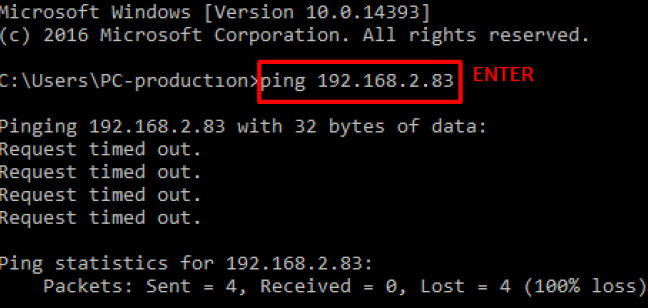 Microsoft Windows [Version 10.0.14393]
(c) 2016 Microsoft Corporation. All rights reserved.
C:\Users\PC-production>ping 192.168.2.83 ENTER
Pinging 192.168.2.83 with 32 bytes of data:
Request timed out.
Request timed out.
Request timed out.
Request timed out.
Ping statistics for 192.168.2.83:
Packets: Sent = 4, Received = 0, Lost = 4 (100% loss)